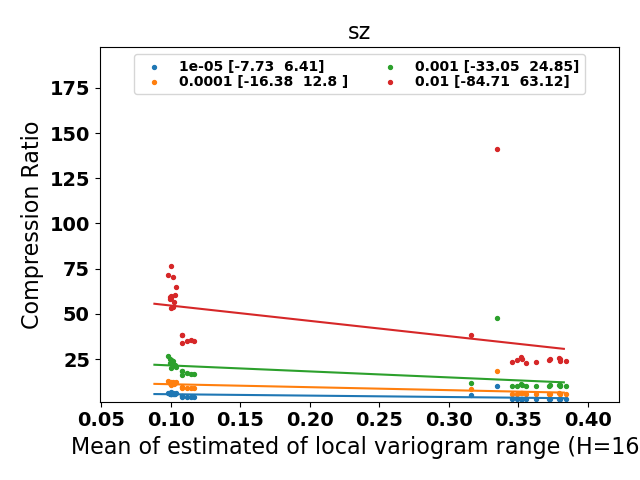 sz
1e-05 [-7.73 6.41]
0.0001 [-16.38 12.8 ]
0.001 [-33.05 24.85]
0.01 [-84.71 63.12]
Compression Ratio
175
150
125
100
75
50
25
0.05 0.10 0.15 0.20 0.25 0.30 0.35 0.40
Mean of estimated of local variogram range (H=16